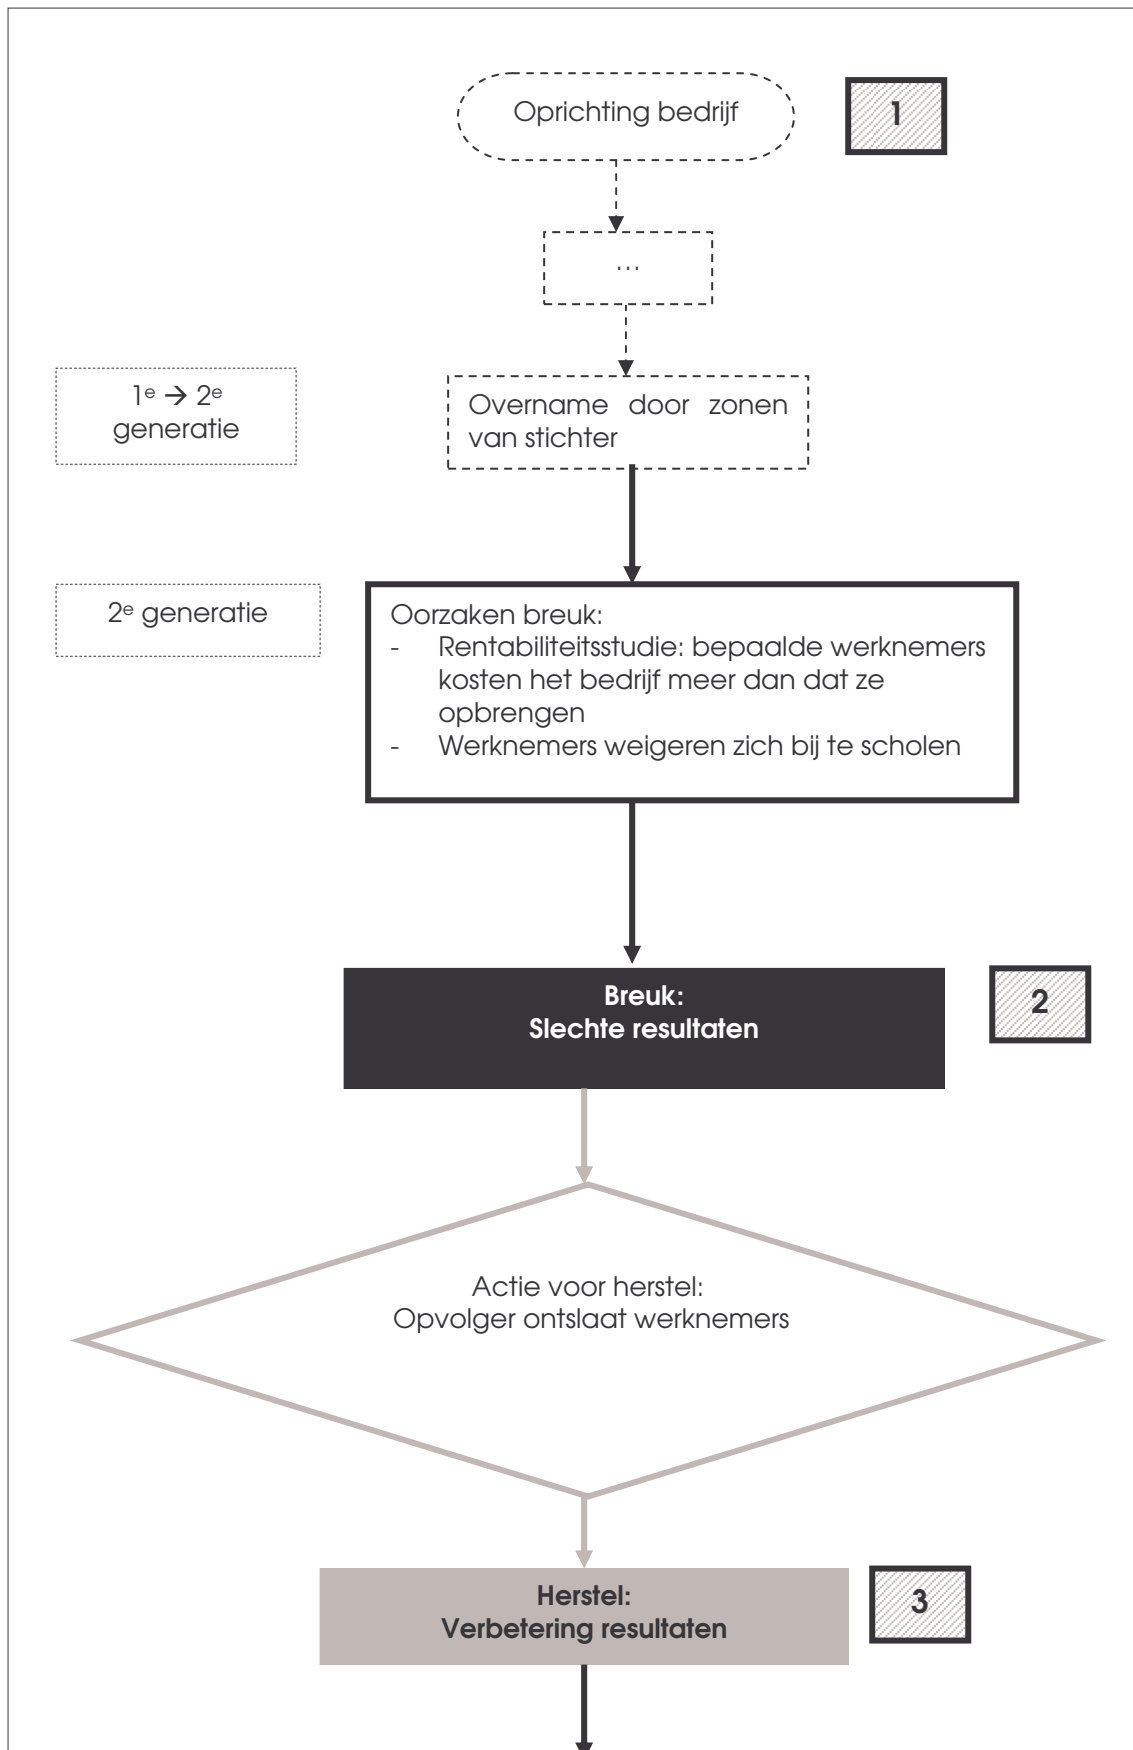 Oprichting bedrijf
1
...
1e → 2e
generatie
Overname door zonen
van stichter
2e generatie
Oorzaken breuk:
- Rentabiliteitsstudie: bepaalde werknemers
kosten het bedrijf meer dan dat ze
opbrengen
- Werknemers weigeren zich bij te scholen
Breuk:
Slechte resultaten
2
Actie voor herstel:
Opvolger ontslaat werknemers
Herstel:
Verbetering resultaten
3